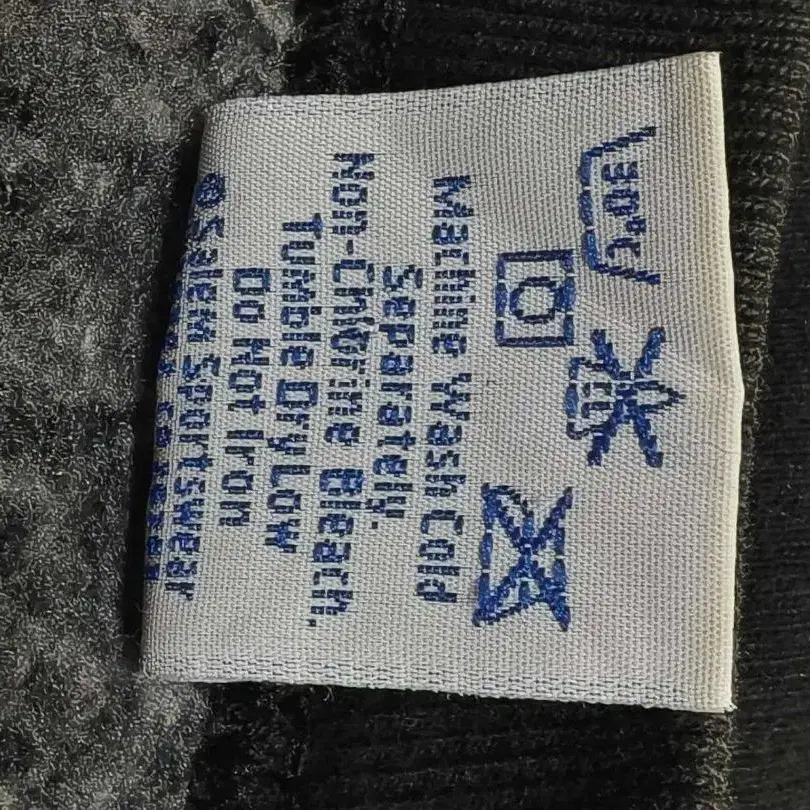 30°C
Machine Wash Cold
Separately.
Non-Chlorine Bleach.
Tumble Dry Low
Do Not Iron
©Salem Sportswear